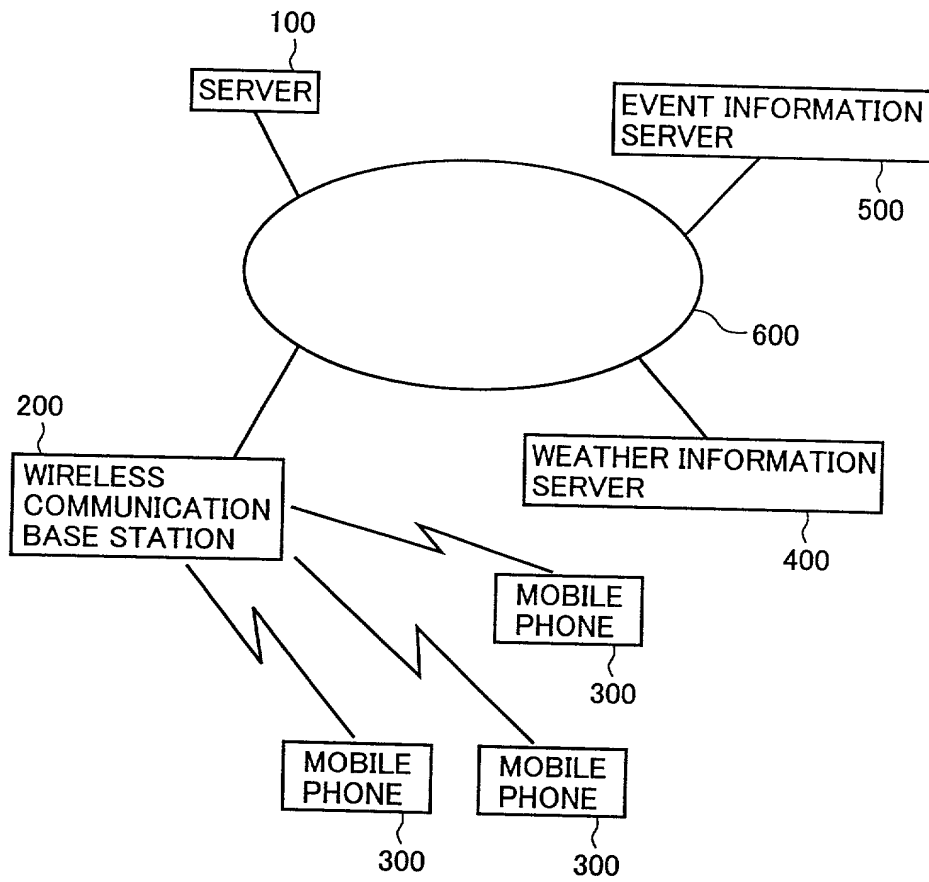 100
SERVER
EVENT INFORMATION
SERVER
500
600
200
WIRELESS
COMMUNICATION
BASE STATION
WEATHER INFORMATION
SERVER
400
MOBILE
PHONE
300
MOBILE
PHONE
300
MOBILE
PHONE
300